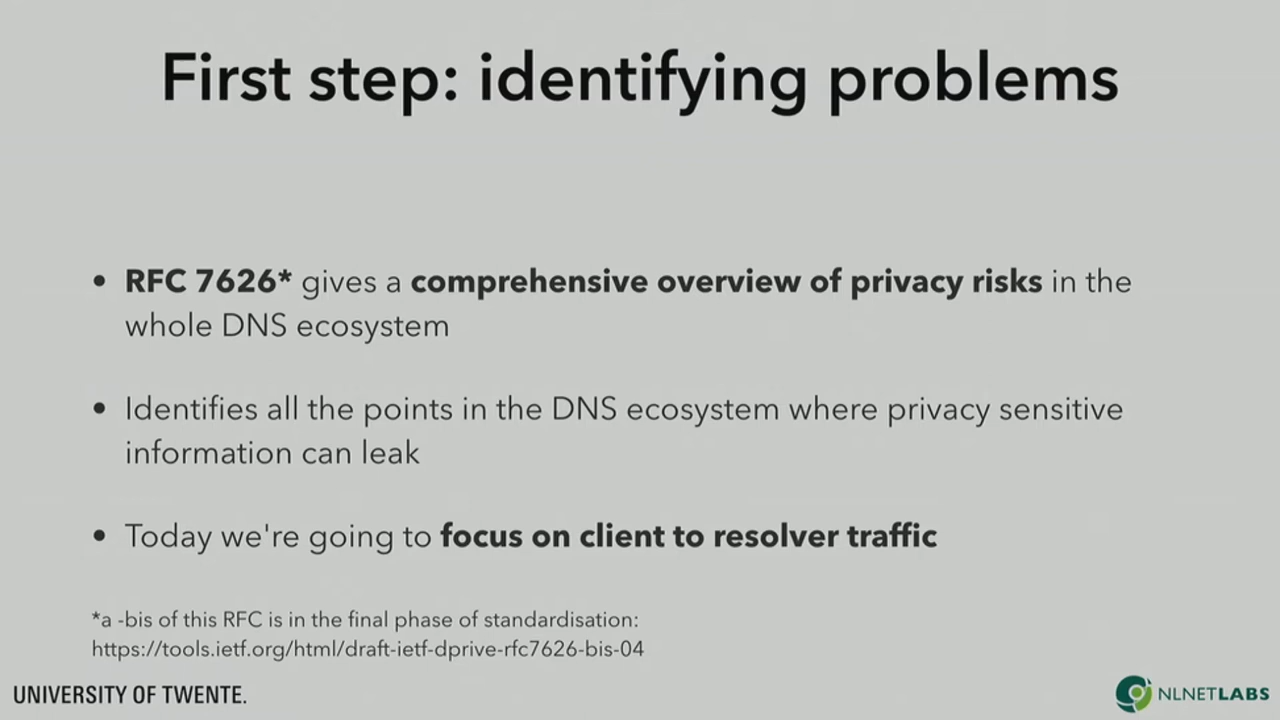 First step: identifying problems
• RFC 7626* gives a comprehensive overview of privacy risks in the
whole DNS ecosystem
• Identifies all the points in the DNS ecosystem where privacy sensitive
information can leak
• Today we're going to focus on client to resolver traffic
*a -bis of this RFC is in the final phase of standardisation:
https://tools.ietf.org/html/draft-ietf-dprive-rfc7626-bis-04
UNIVERSITY OF TWENTE.
NLNETLABS